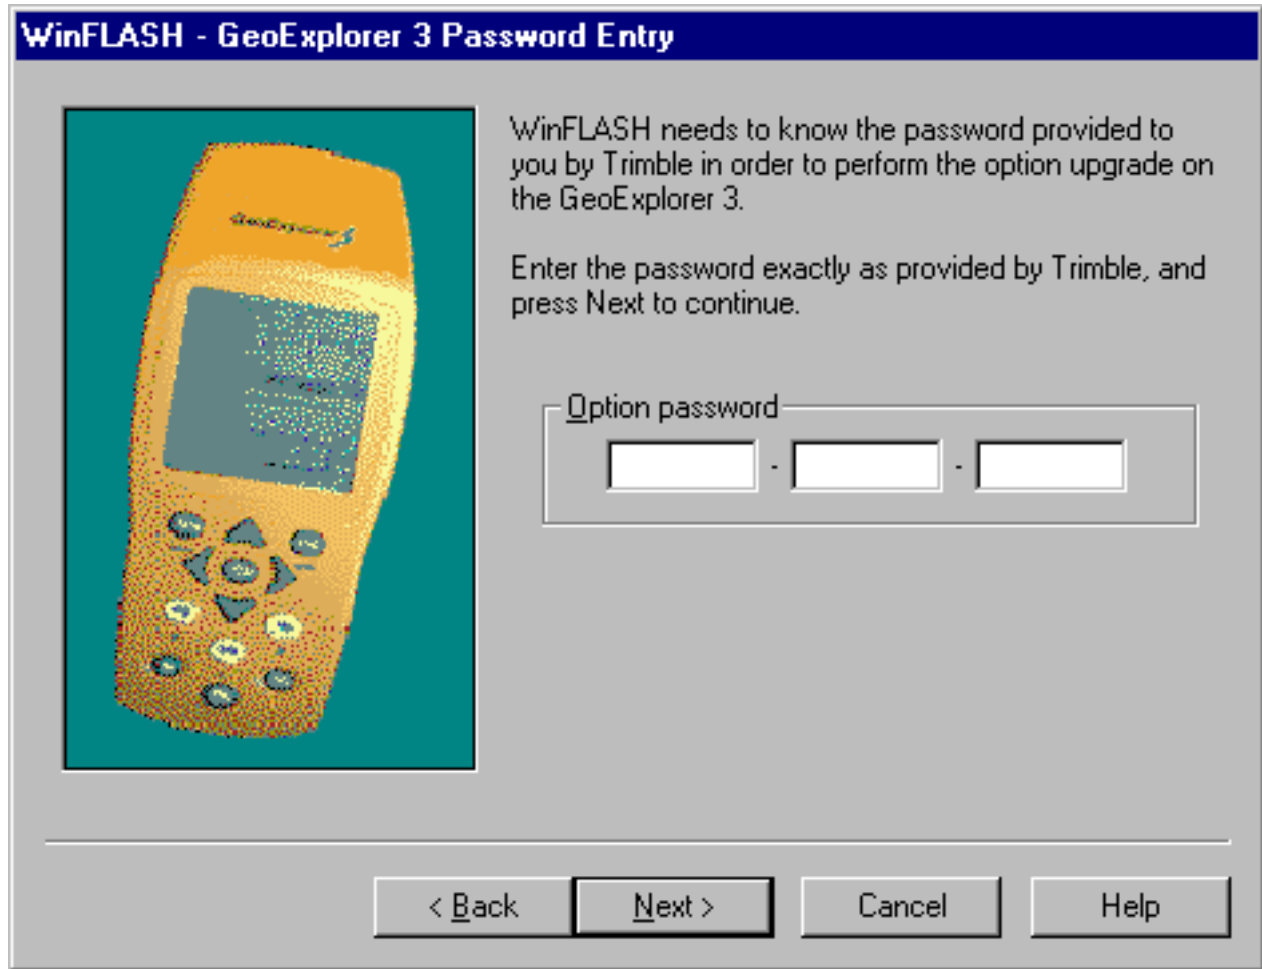 WinFLASH - GeoExplorer 3 Password Entry
GeoExplorer 3
WinFLASH needs to know the password provided to
you by Trimble in order to perform the option upgrade on
the GeoExplorer 3.
Enter the password exactly as provided by Trimble, and
press Next to continue.
Option password
- -
< Back
Next >
Cancel
Help